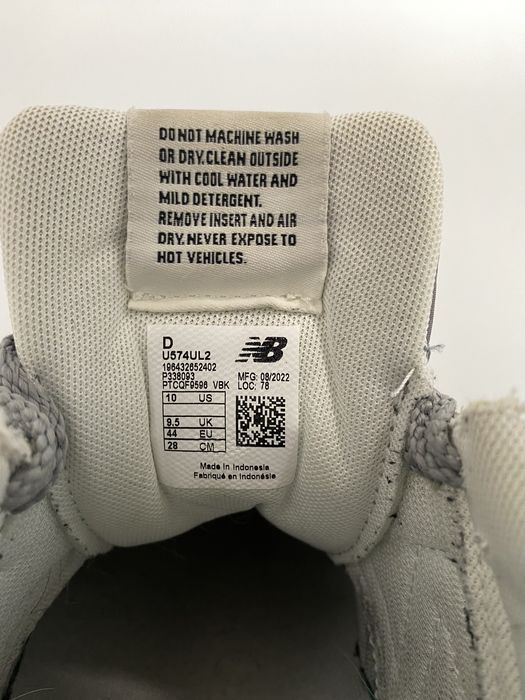 DO NOT MACHINE WASH
OR DRY.CLEAN OUTSIDE
WITH COOL WATER AND
MILD DETERGENT.
REMOVE INSERT AND AIR
DRY. NEVER EXPOSE TO
HOT VEHICLES.
D
U574UL2
NB
196432652402
P338093
PTCQF9596 VBK
MFG: 08/2022
LOC: 78
10 US
9.5 UK
44 EU
28 CM
Made in Indonesia
Fabriqué en Indonésie